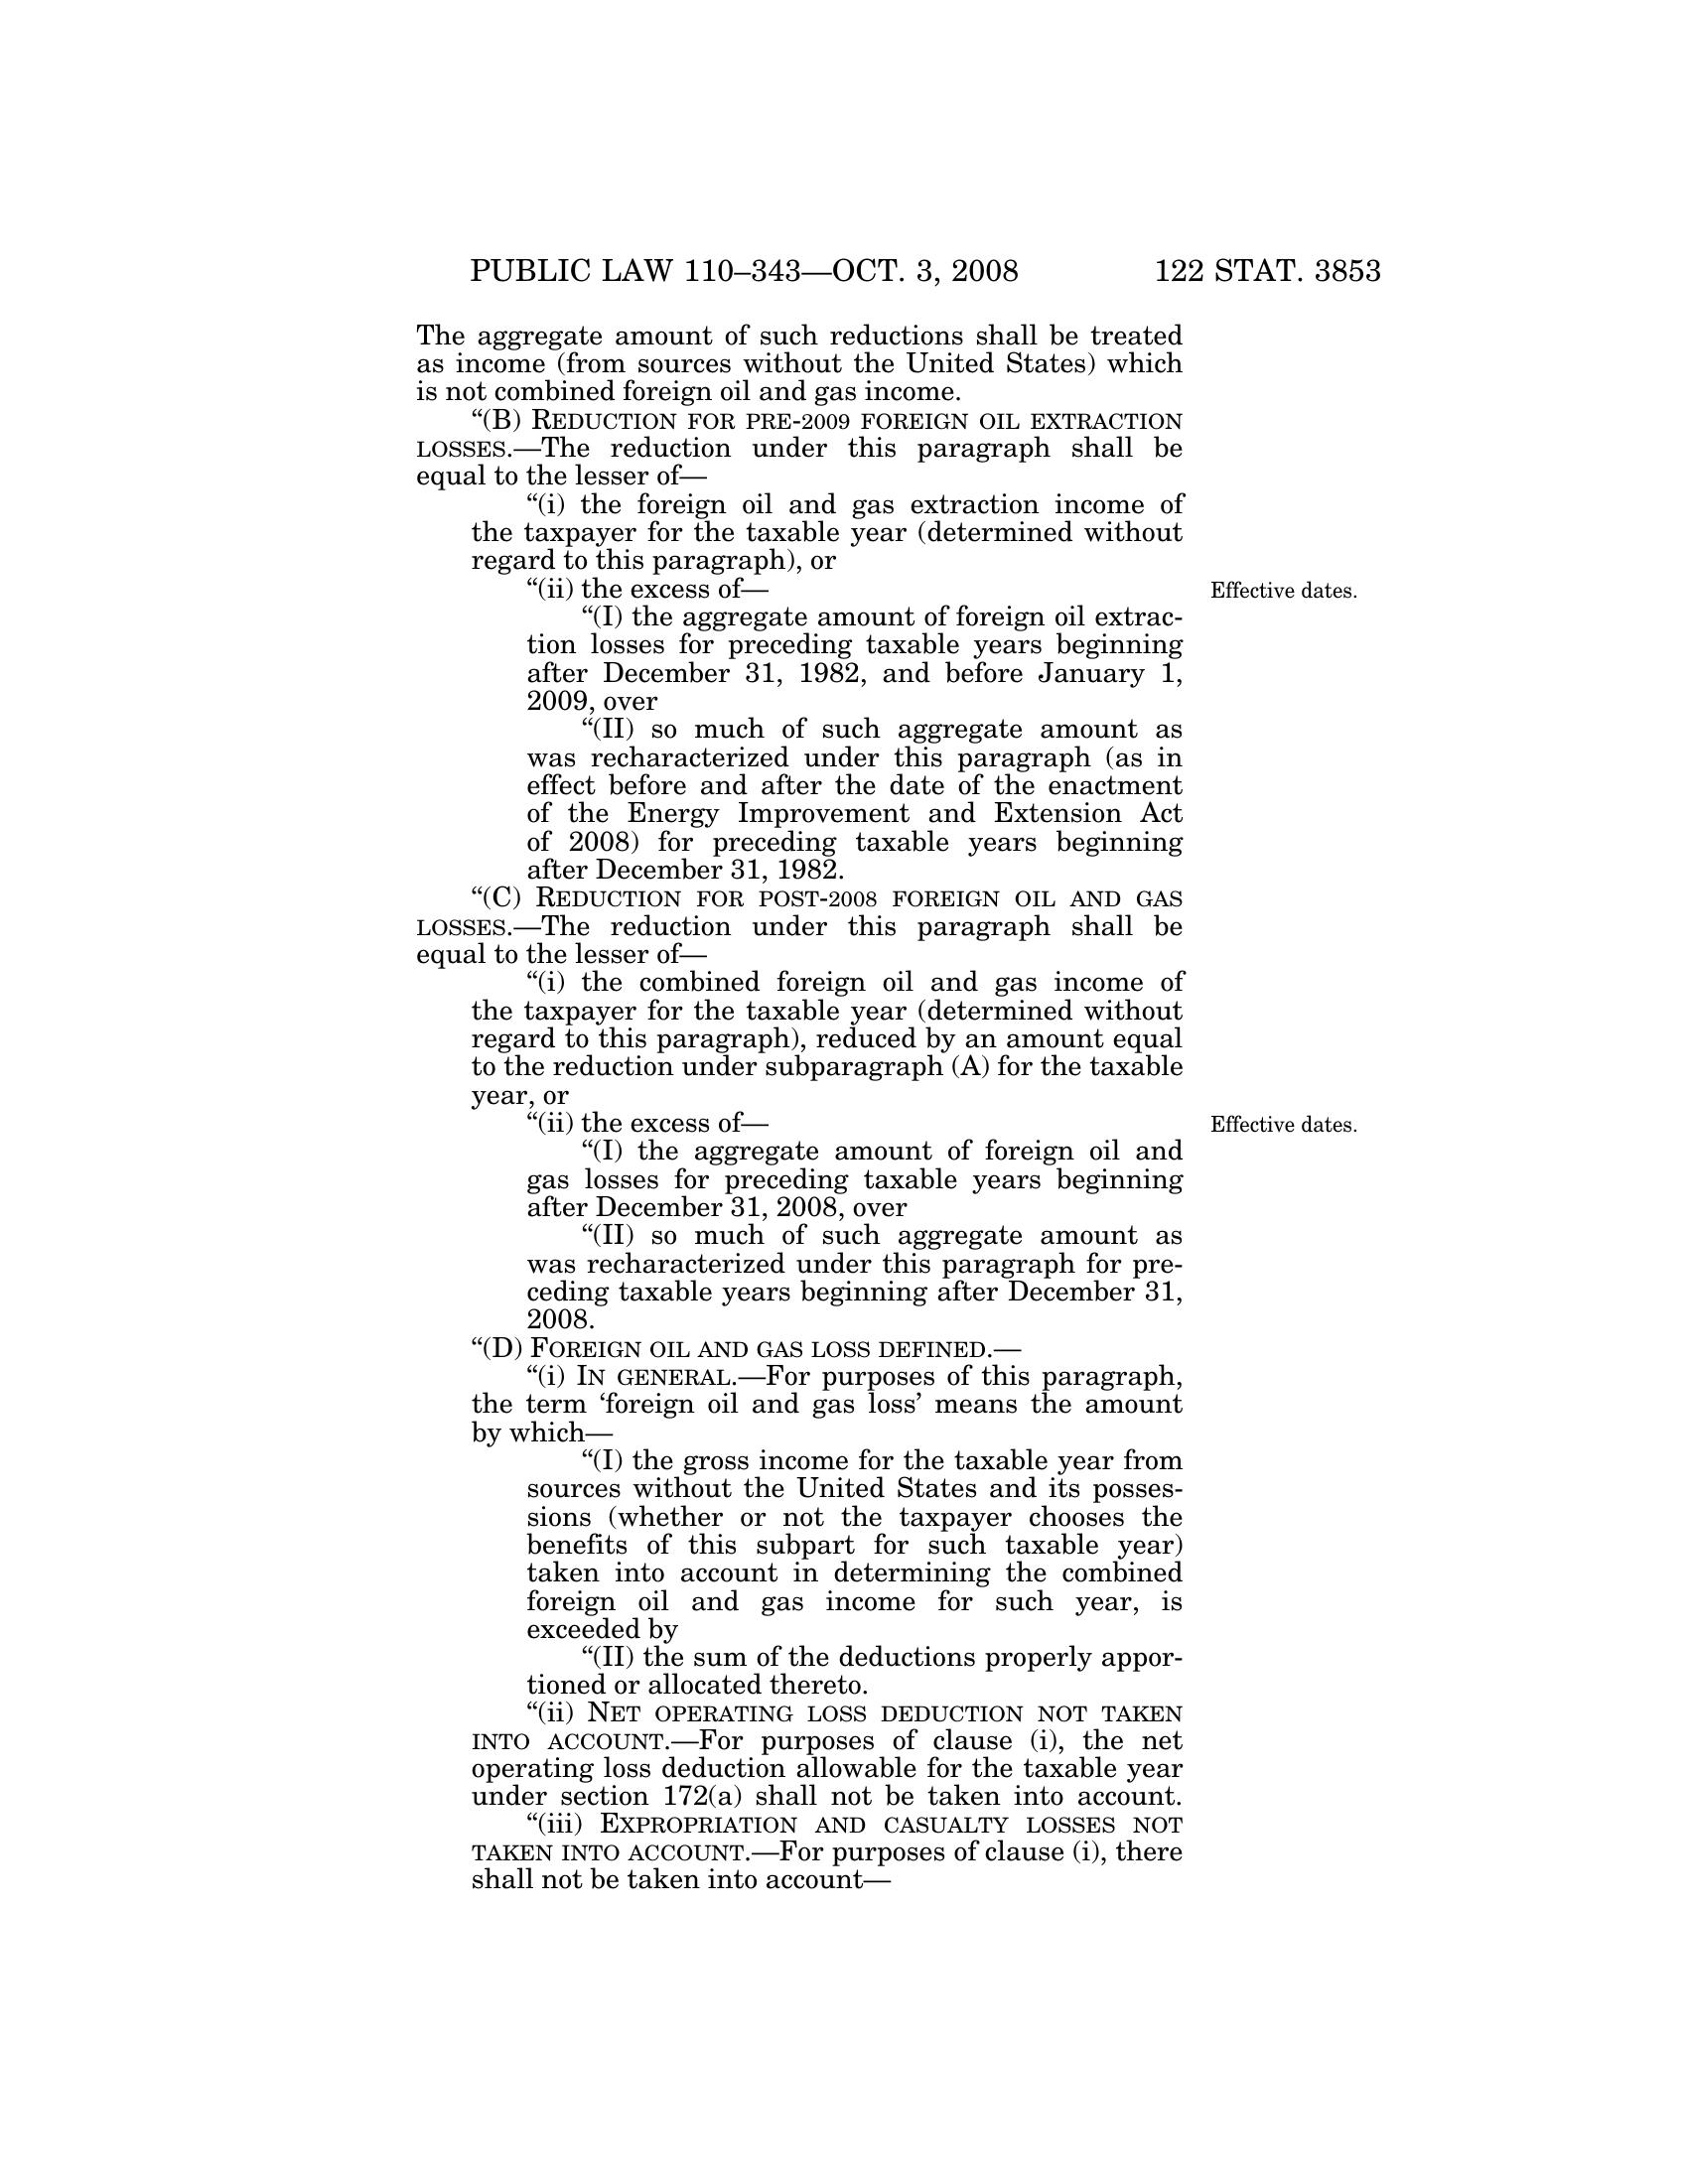 PUBLIC LAW 110–343—OCT. 3, 2008 122 STAT. 3853
The aggregate amount of such reductions shall be treated
as income (from sources without the United States) which
is not combined foreign oil and gas income.
“(B) REDUCTION FOR PRE-2009 FOREIGN OIL EXTRACTION
LOSSES.—The reduction under this paragraph shall be
equal to the lesser of—
“(i) the foreign oil and gas extraction income of
the taxpayer for the taxable year (determined without
regard to this paragraph), or
“(ii) the excess of—
Effective dates.
“(I) the aggregate amount of foreign oil extrac-
tion losses for preceding taxable years beginning
after December 31, 1982, and before January 1,
2009, over
“(II) so much of such aggregate amount as
was recharacterized under this paragraph (as in
effect before and after the date of the enactment
of the Energy Improvement and Extension Act
of 2008) for preceding taxable years beginning
after December 31, 1982.
“(C) REDUCTION FOR POST-2008 FOREIGN OIL AND GAS
LOSSES.—The reduction under this paragraph shall be
equal to the lesser of—
“(i) the combined foreign oil and gas income of
the taxpayer for the taxable year (determined without
regard to this paragraph), reduced by an amount equal
to the reduction under subparagraph (A) for the taxable
year, or
“(ii) the excess of—
Effective dates.
“(I) the aggregate amount of foreign oil and
gas losses for preceding taxable years beginning
after December 31, 2008, over
“(II) so much of such aggregate amount as
was recharacterized under this paragraph for pre-
ceding taxable years beginning after December 31,
2008.
“(D) FOREIGN OIL AND GAS LOSS DEFINED.—
“(i) IN GENERAL.—For purposes of this paragraph,
the term ‘foreign oil and gas loss’ means the amount
by which—
“(I) the gross income for the taxable year from
sources without the United States and its posses-
sions (whether or not the taxpayer chooses the
benefits of this subpart for such taxable year)
taken into account in determining the combined
foreign oil and gas income for such year, is
exceeded by
“(II) the sum of the deductions properly appor-
tioned or allocated thereto.
“(ii) NET OPERATING LOSS DEDUCTION NOT TAKEN
INTO ACCOUNT.—For purposes of clause (i), the net
operating loss deduction allowable for the taxable year
under section 172(a) shall not be taken into account.
“(iii) EXPROPRIATION AND CASUALTY LOSSES NOT
TAKEN INTO ACCOUNT.—For purposes of clause (i), there
shall not be taken into account—